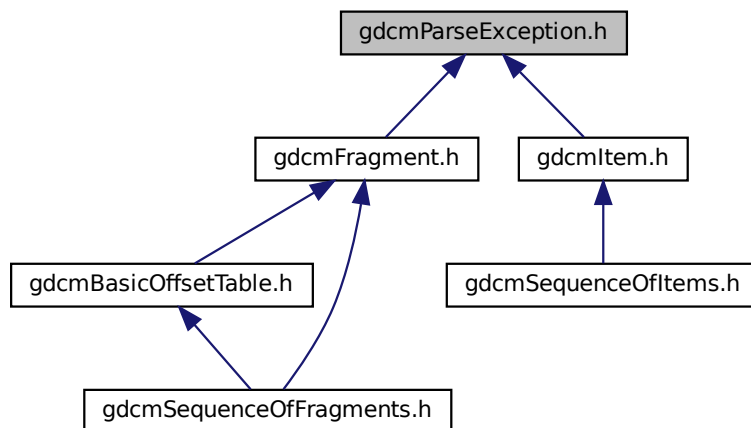 gdcmParseException.h
gdcmFragment.h
gdcmItem.h
gdcmBasicOffsetTable.h
gdcmSequenceOfItems.h
gdcmSequenceOfFragments.h